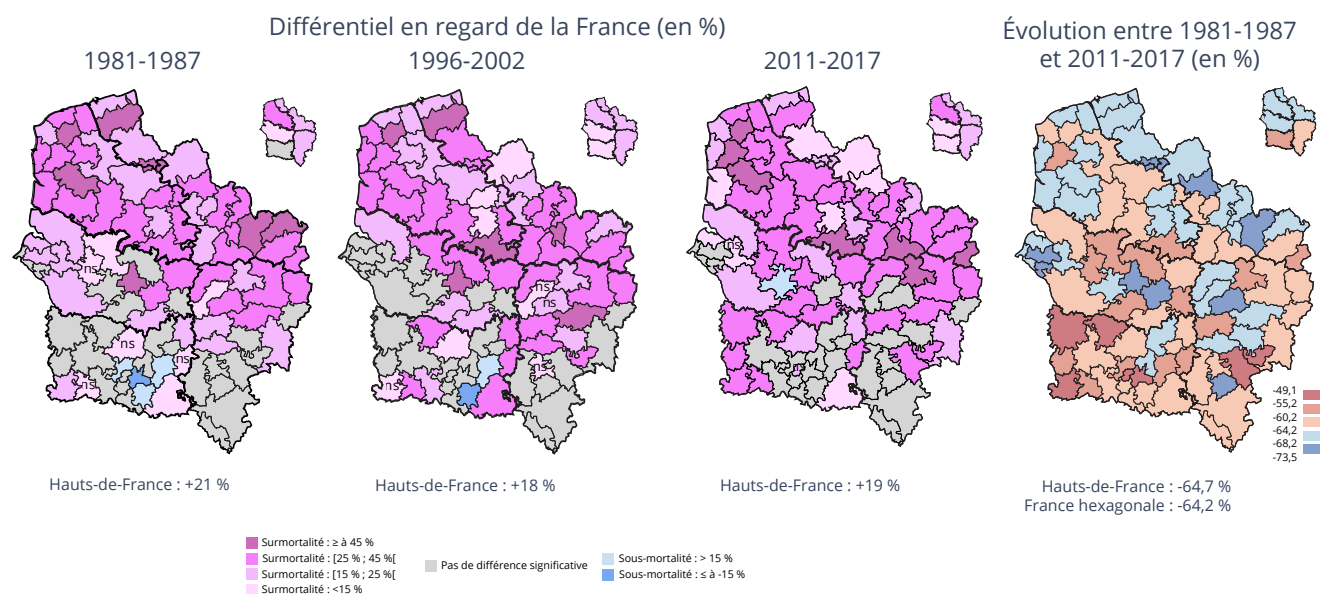 Différentiel en regard de la France (en %)
Évolution entre 1981-1987
et 2011-2017 (en %)
1981-1987
1996-2002
2011-2017
ns
ns
ns
ns
ns
ns
ns
ns
ns
-49,1
-55,2
-60,2
-64,2
-68,2
-73,5
Hauts-de-France : +21 %
Hauts-de-France : +18 %
Hauts-de-France : +19 %
Hauts-de-France : -64,7 %
France hexagonale : -64,2 %
Surmortalité : ≥ à 45 %
Surmortalité : [25 % ; 45 %[
Surmortalité : [15 % ; 25 %[
Surmortalité : <15 %
Pas de différence significative
Sous-mortalité : > 15 %
Sous-mortalité : ≤ à -15 %